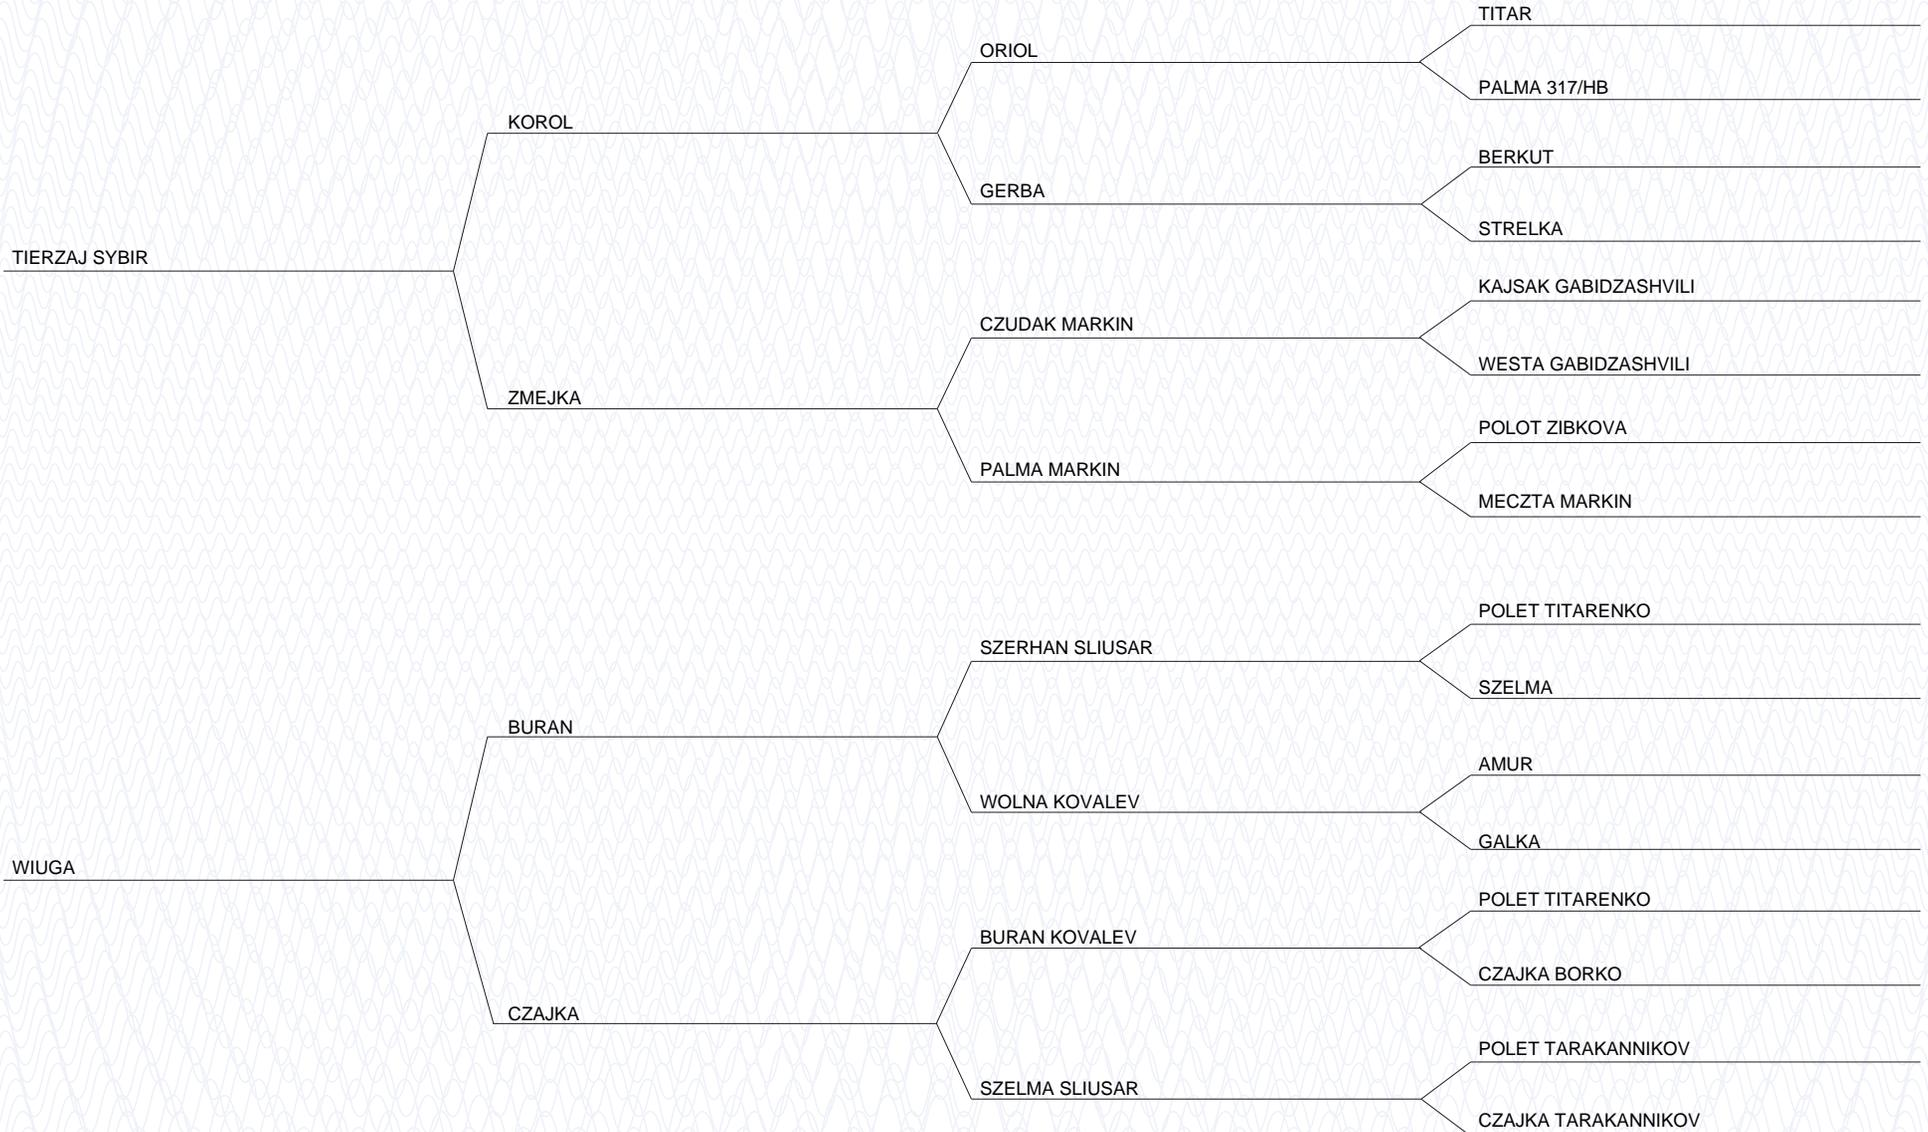 TITAR
ORIOL
PALMA 317/HB
KOROL
BERKUT
GERBA
STRELKA
TIERZAJ SYBIR
KAJSAK GABIDZASHVILI
CZUDAK MARKIN
WESTA GABIDZASHVILI
ZMEJKA
POLOT ZIBKOVA
PALMA MARKIN
MECZTA MARKIN
POLET TITARENKO
SZERHAN SLIUSAR
SZELMA
BURAN
AMUR
WOLNA KOVALEV
GALKA
WIUGA
POLET TITARENKO
BURAN KOVALEV
CZAJKA BORKO
CZAJKA
POLET TARAKANNIKOV
SZELMA SLIUSAR
CZAJKA TARAKANNIKOV